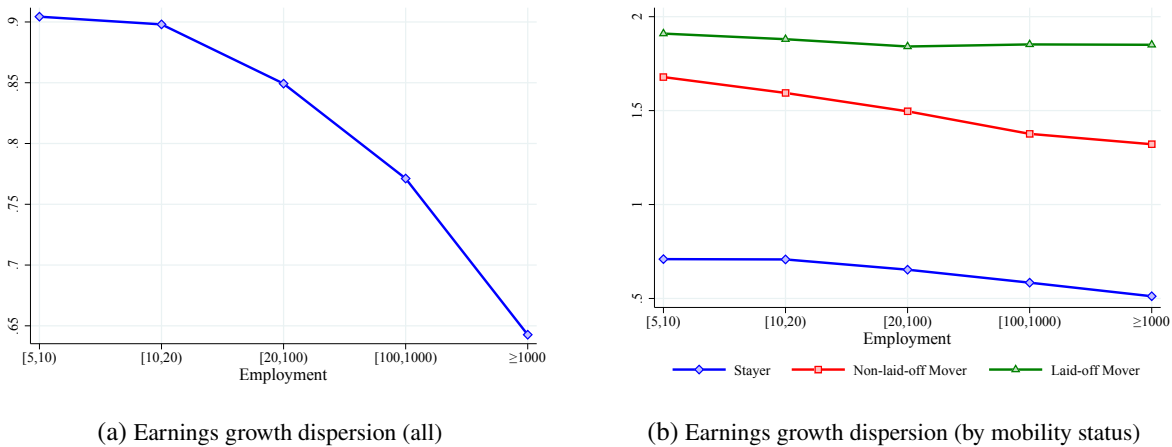 .9
.85
.8
.75
.7
.65
[5,10) [10,20) [20,100) [100,1000) ≥1000
Employment
(a) Earnings growth dispersion (all)
2
1.5
1
.5
[5,10) [10,20) [20,100) [100,1000) ≥1000
Employment
Stayer Non-laid-off Mover Laid-off Mover
(b) Earnings growth dispersion (by mobility status)